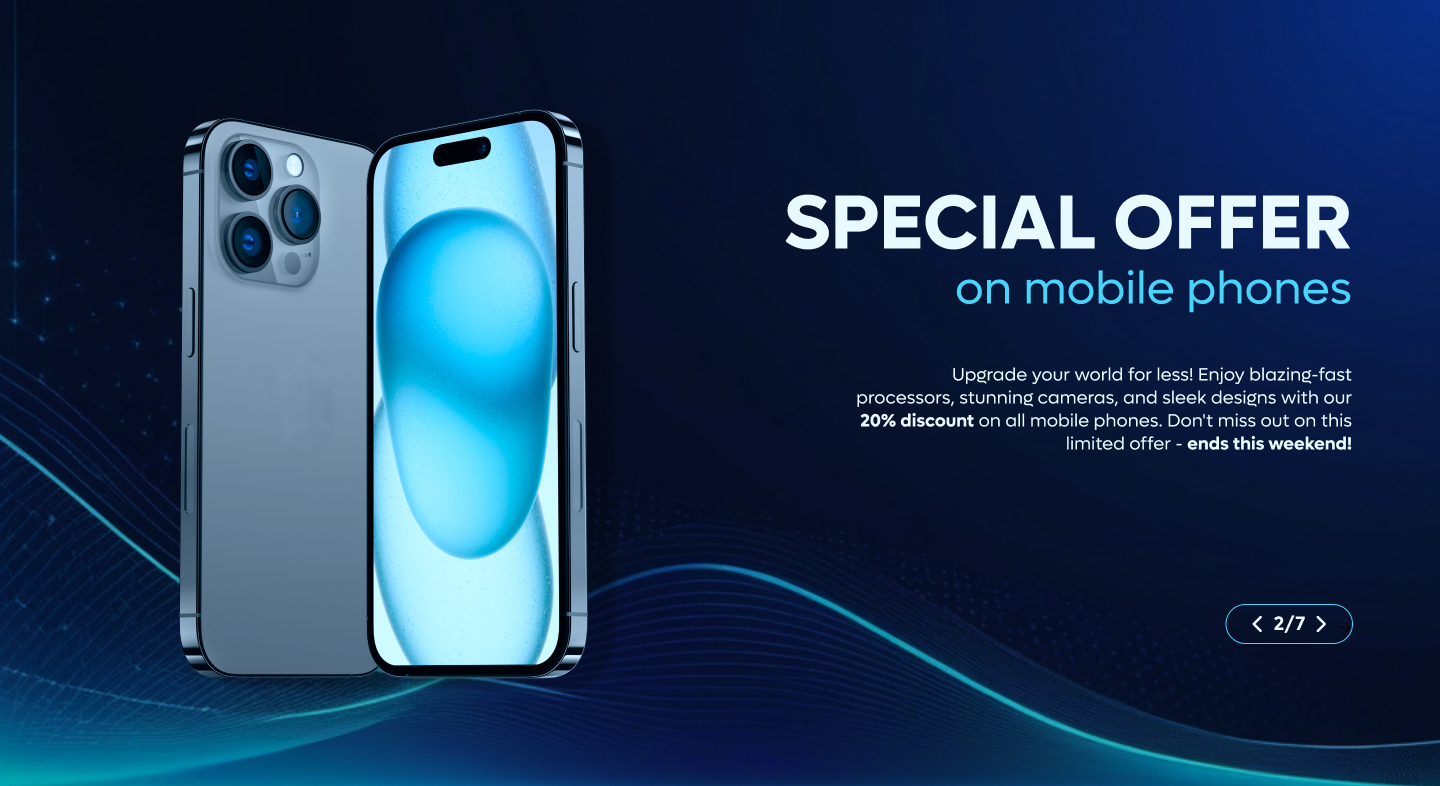 SPECIAL OFFER
on mobile phones
Upgrade your world for less! Enjoy blazing-fast
processors, stunning cameras, and sleek designs with our
20% discount on all mobile phones. Don't miss out on this
limited offer - ends this weekend!
2/7